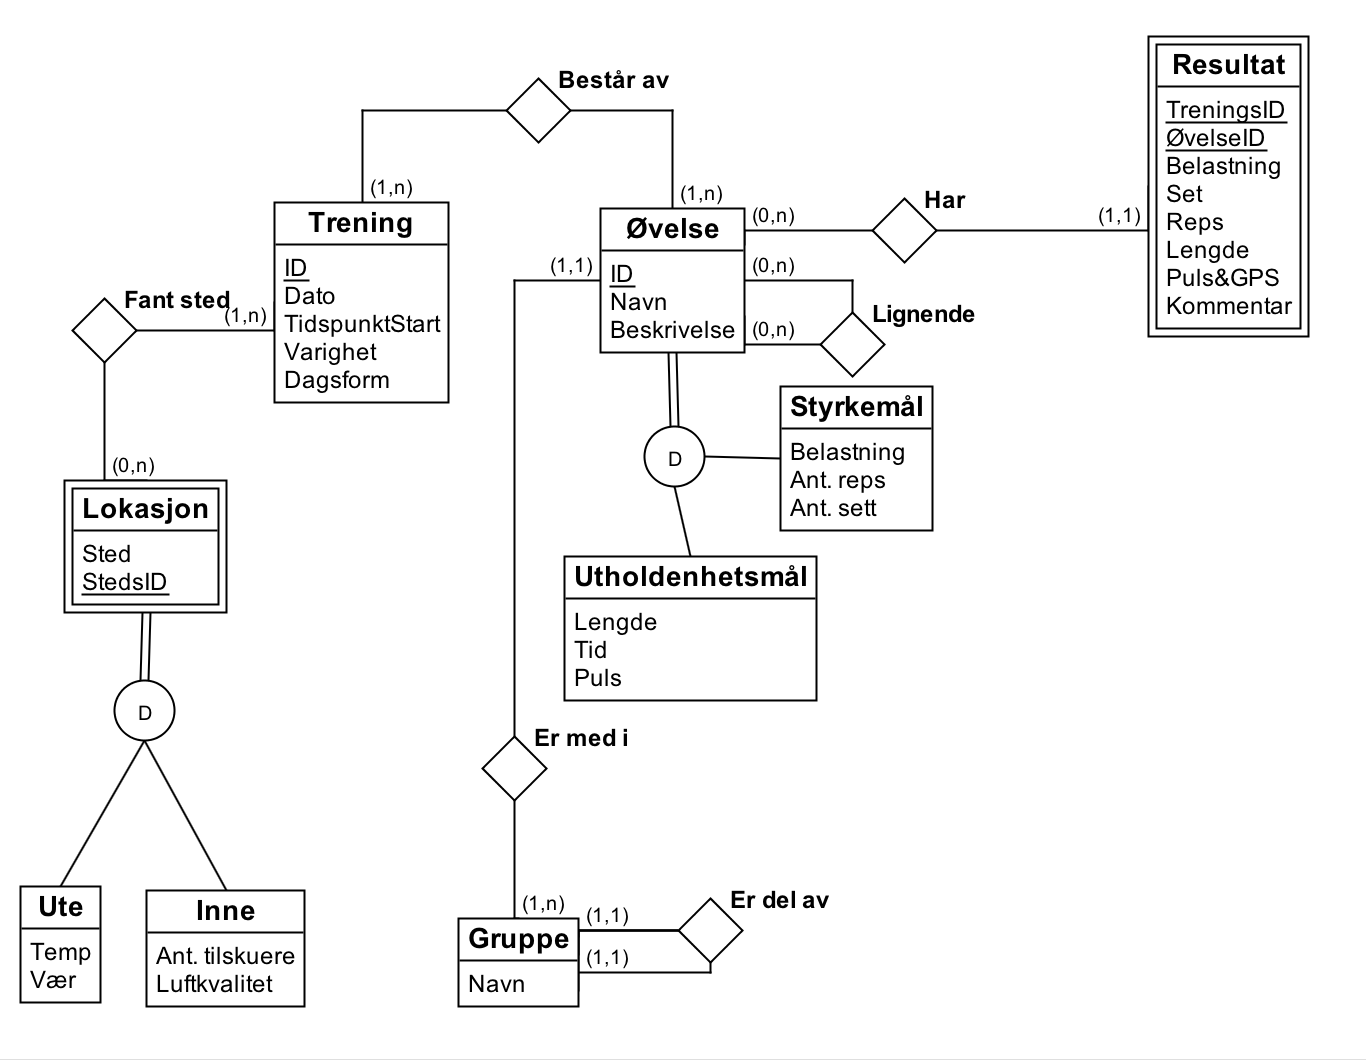 Består av
(1,n)
(1,n)
Trening
ID
Dato
TidspunktStart
Varighet
Dagsform
Øvelse
ID
Navn
Beskrivelse
(0,n)
Har
(1,1)
Resultat
TreningsID
ØvelseID
Belastning
Set
Reps
Lengde
Puls&GPS
Kommentar
(1,1)
(0,n)
(0,n)
Lignende
Fant sted
(1,n)
(0,n)
Styrkemål
Belastning
Ant. reps
Ant. sett
D
Lokasjon
Sted
StedsID
Utholdenhetsmål
Lengde
Tid
Puls
D
Er med i
Ute
Temp
Vær
Inne
Ant. tilskuere
Luftkvalitet
(1,n)
Gruppe
Navn
(1,1)
(1,1)
Er del av